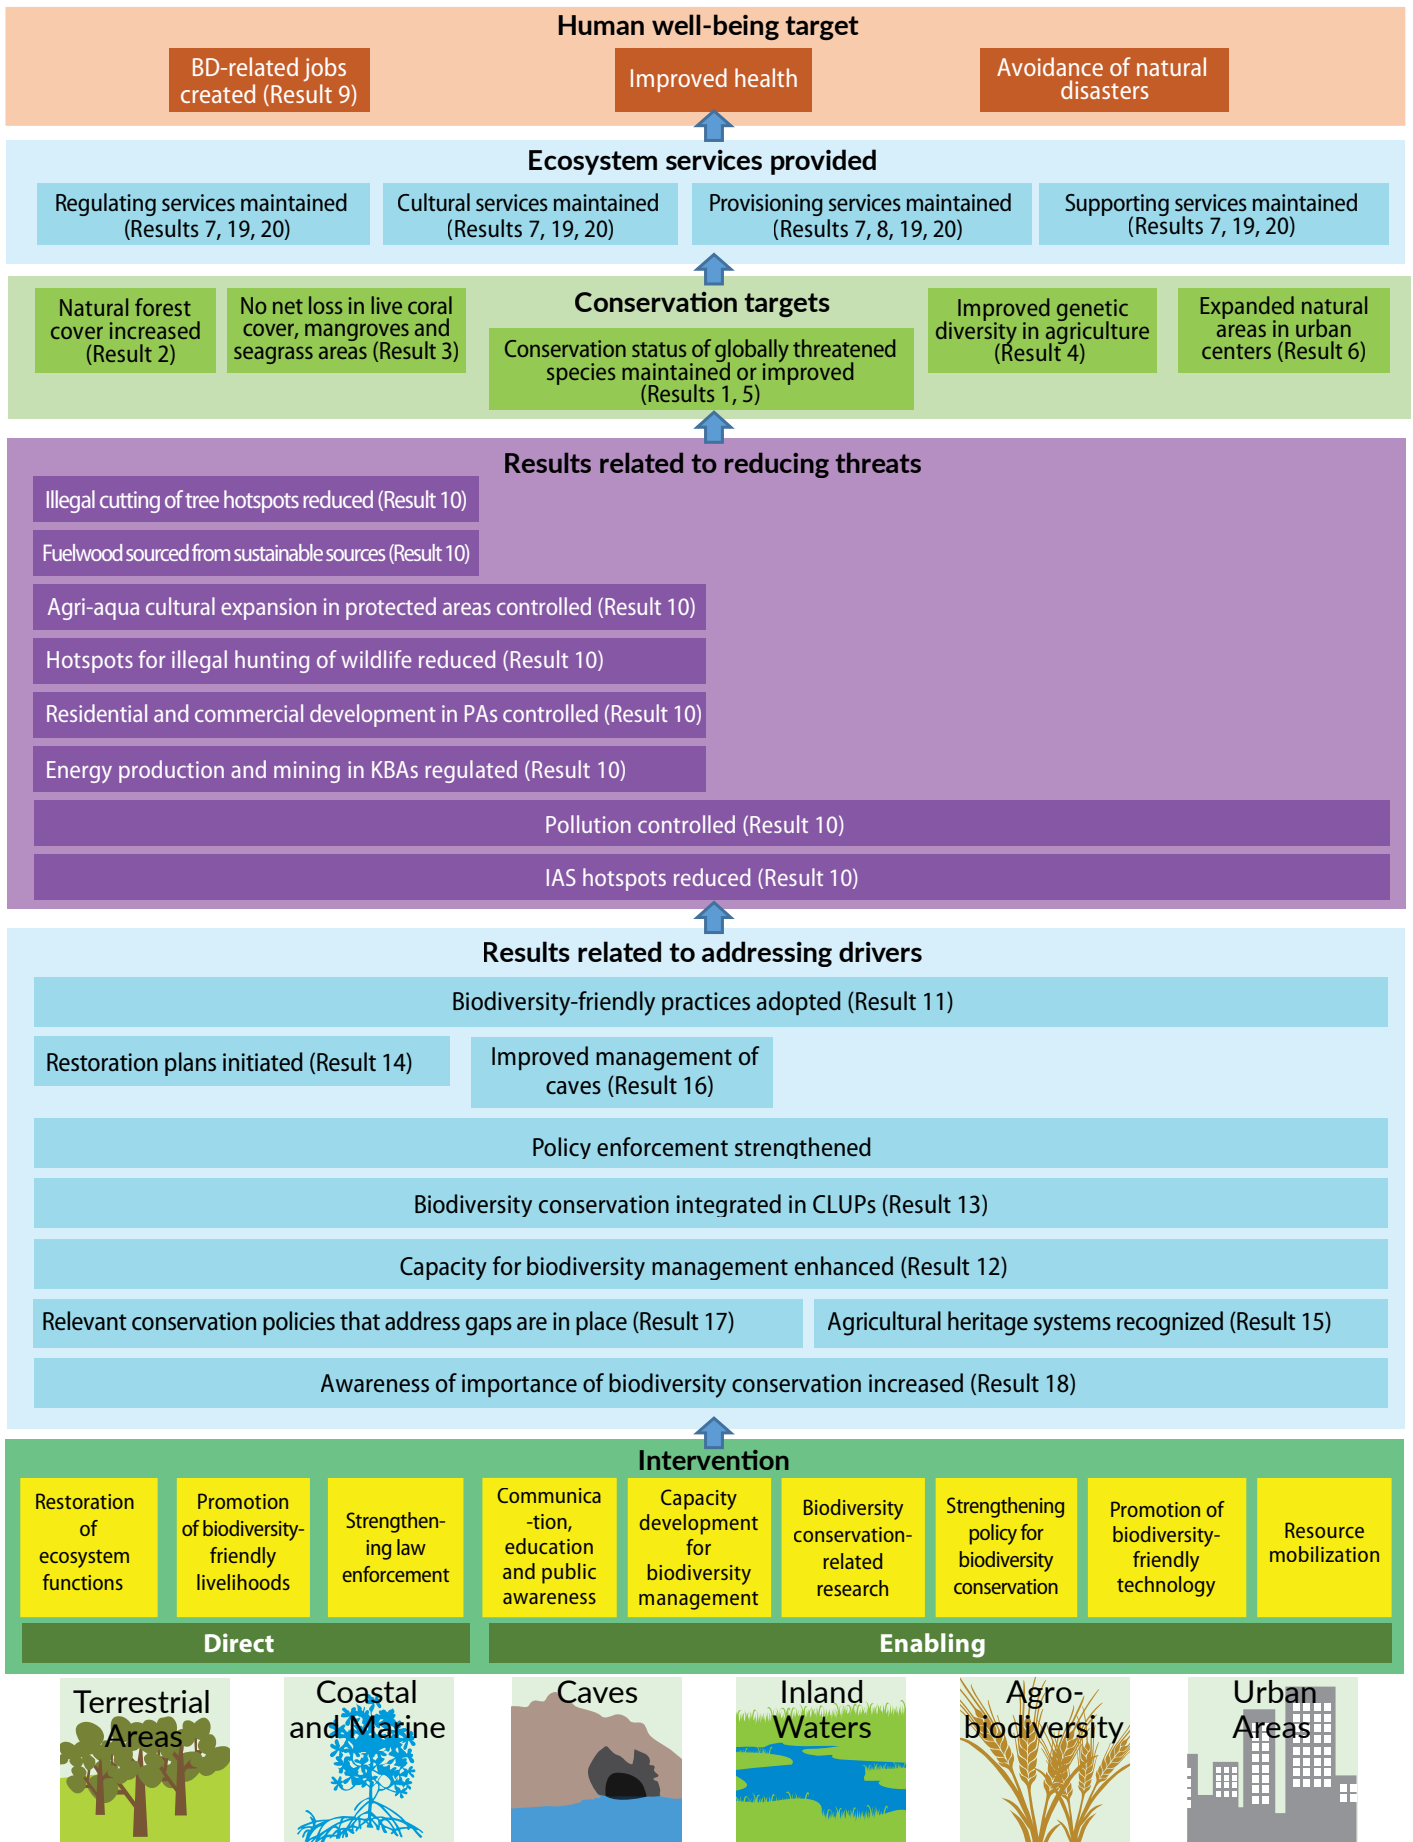 Human well-being target
BD-related jobs
created (Result 9)
Improved health
Avoidance of natural
disasters
Ecosystem services provided
Regulating services maintained
(Results 7, 19, 20)
Cultural services maintained
(Results 7, 19, 20)
Provisioning services maintained
(Results 7, 8, 19, 20)
Supporting services maintained
(Results 7, 19, 20)
Conservation targets
Natural forest
cover increased
(Result 2)
No net loss in live coral
cover, mangroves and
seagrass areas (Result 3)
Conservation status of globally threatened
species maintained or improved
(Results 1, 5)
Improved genetic
diversity in agriculture
(Result 4)
Expanded natural
areas in urban
centers (Result 6)
Results related to reducing threats
Illegal cutting of tree hotspots reduced (Result 10)
Fuelwood sourced from sustainable sources (Result 10)
Agri-aqua cultural expansion in protected areas controlled (Result 10)
Hotspots for illegal hunting of wildlife reduced (Result 10)
Residential and commercial development in PAs controlled (Result 10)
Energy production and mining in KBAs regulated (Result 10)
Pollution controlled (Result 10)
IAS hotspots reduced (Result 10)
Results related to addressing drivers
Biodiversity-friendly practices adopted (Result 11)
Restoration plans initiated (Result 14)
Improved management of
caves (Result 16)
Policy enforcement strengthened
Biodiversity conservation integrated in CLUPs (Result 13)
Capacity for biodiversity management enhanced (Result 12)
Relevant conservation policies that address gaps are in place (Result 17)
Agricultural heritage systems recognized (Result 15)
Awareness of importance of biodiversity conservation increased (Result 18)
Intervention
Restoration
of
ecosystem
functions
Promotion
of biodiversity-
friendly
livelihoods
Strengthen-
ing law
enforcement
Communica
-tion,
education
and public
awareness
Capacity
development
for
biodiversity
management
Biodiversity
conservation-
related
research
Strengthening
policy for
biodiversity
conservation
Promotion of
biodiversity-
friendly
technology
Resource
mobilization
Direct
Enabling
Terrestrial
Areas
Coastal
and Marine
Caves
Inland
Waters
Agro-
biodiversity
Urban
Areas